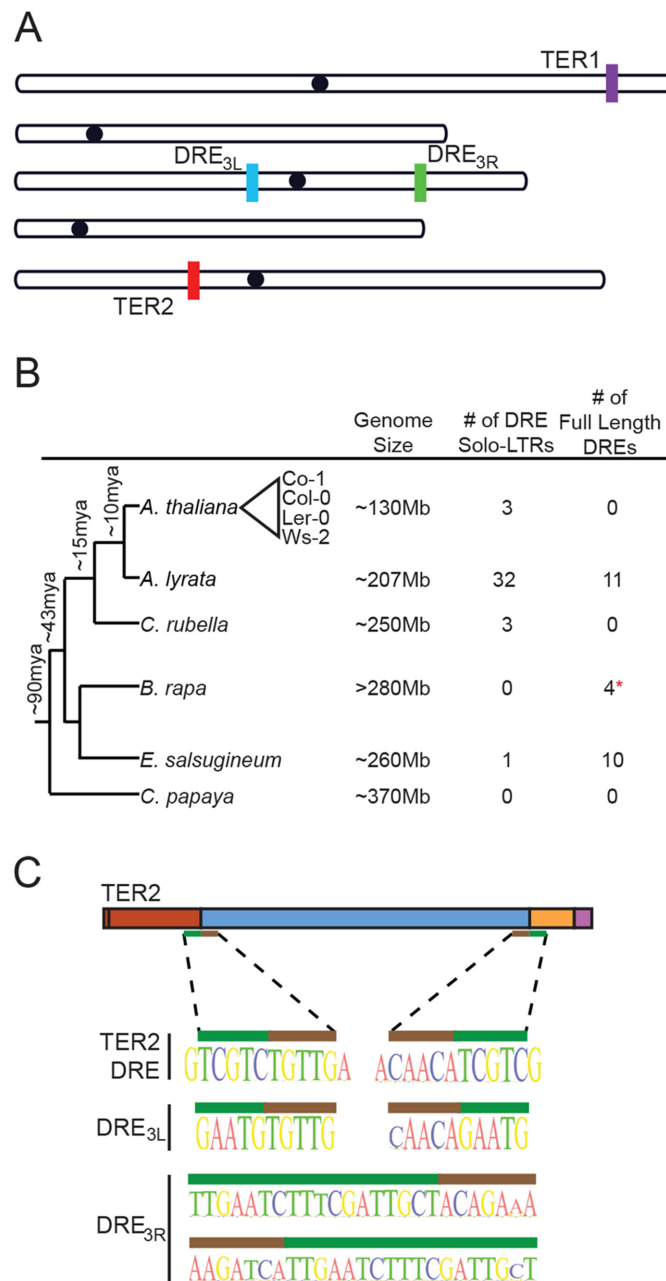 A
TER1
DRE3L
DRE3R
TER2
B
Genome Size
# of DRE Solo-LTRs
# of Full Length DREs
~90mya
~43mya
~15mya
~10mya
A. thaliana
Co-1
Col-0
Ler-0
Ws-2
~130Mb 3 0
A. lyrata ~207Mb 32 11
C. rubella ~250Mb 3 0
B. rapa >280Mb 0 4*
E. salsugineum ~260Mb 1 10
C. papaya ~370Mb 0 0
C
TER2
TER2 DRE
GTCGTCTGTTGA ACAACATCGTCG
DRE3L
GAATGTGTTG CAACAGAATG
DRE3R
TTGAATCTTTCGATTGCTACAGAAA
AAGATCATTGAATCTTTCGATTGCT